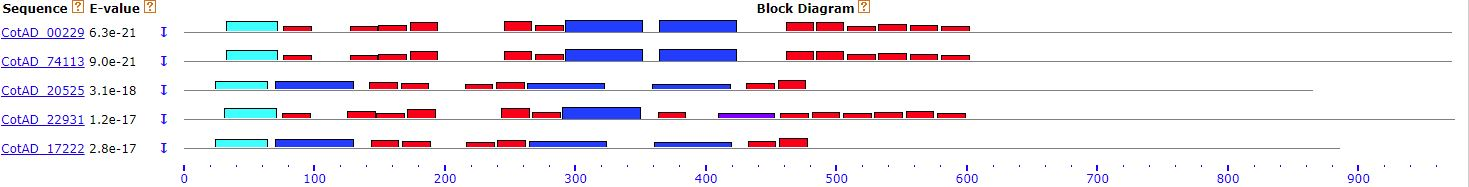 Sequence ? E-value ? Block Diagram ?
CotAD_00229 6.3e-21 ↧
CotAD_74113 9.0e-21 ↧
CotAD_20525 3.1e-18 ↧
CotAD_22931 1.2e-17 ↧
CotAD_17222 2.8e-17 ↧
0 100 200 300 400 500 600 700 800 900